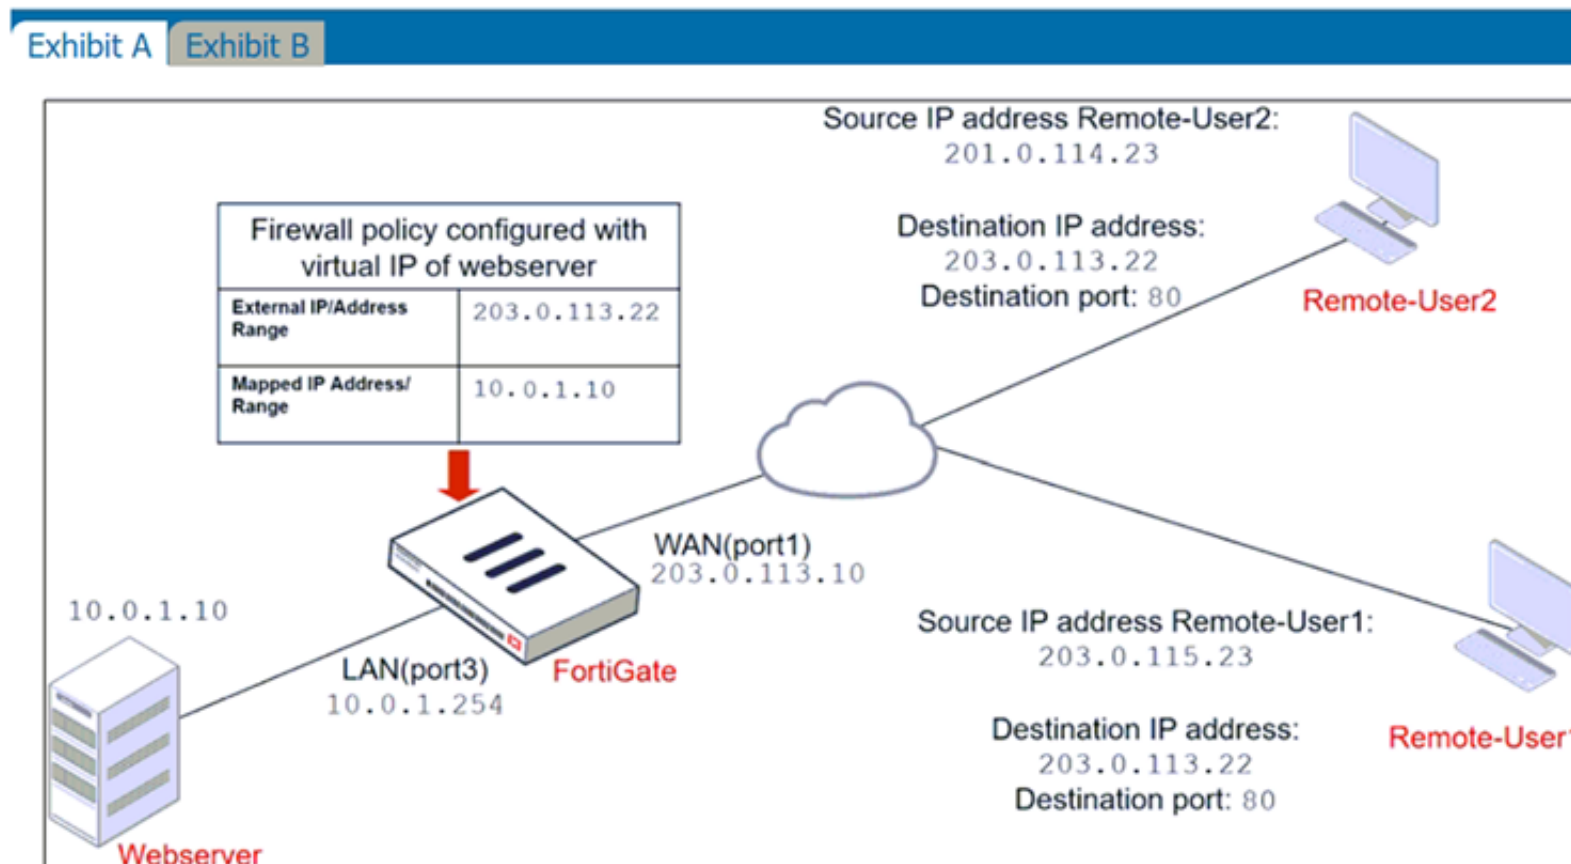 Exhibit A
Exhibit B
Source IP address Remote-User2:
201.0.114.23
Destination IP address:
203.0.113.22
Destination port: 80
Remote-User2
Firewall policy configured with
virtual IP of webserver
External IP/Address
Range
203.0.113.22
Mapped IP Address/
Range
10.0.1.10
WAN(port1)
203.0.113.10
10.0.1.10
LAN(port3)
10.0.1.254
FortiGate
Source IP address Remote-User1:
203.0.115.23
Destination IP address:
203.0.113.22
Destination port: 80
Remote-User1
Webserver